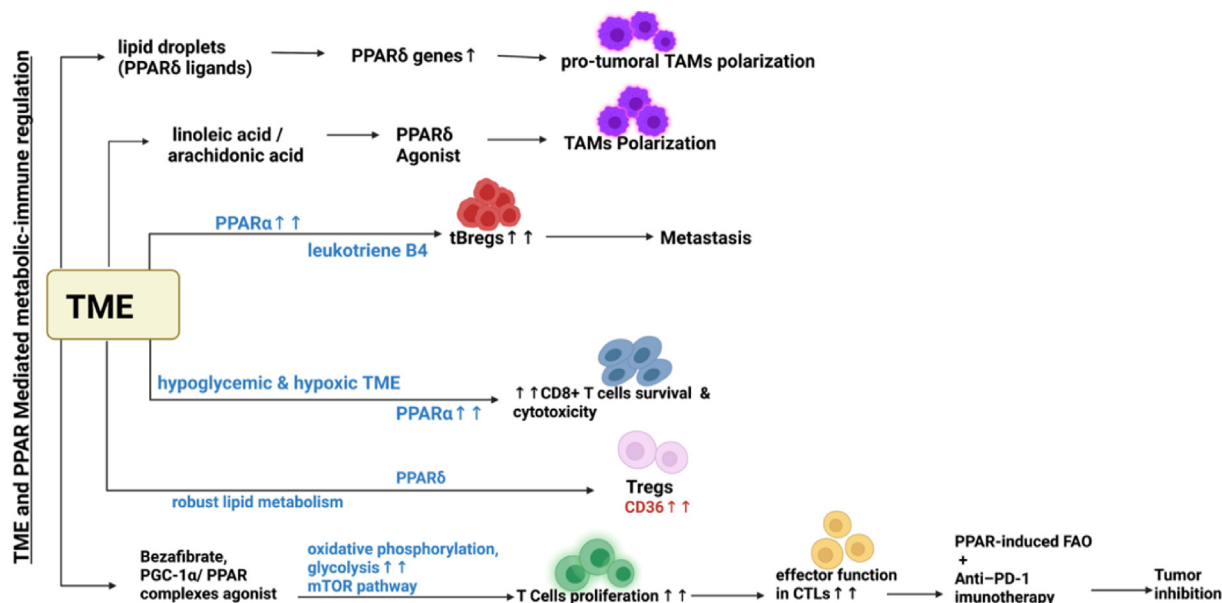 TME and PPAR Mediated metabolic-immune regulation
lipid droplets
(PPARδ ligands)
PPARδ genes↑
pro-tumoral TAMs polarization
linoleic acid /
arachidonic acid
PPARδ
Agonist
TAMs Polarization
PPARα↑↑
leukotriene B4
tBregs↑↑
Metastasis
TME
hypoglycemic & hypoxic TME
PPARα↑↑
↑↑CD8+ T cells survival &
cytotoxicity
PPARδ
robust lipid metabolism
Tregs
CD36↑↑
Bezafibrate,
PGC-1α/ PPAR
complexes agonist
oxidative phosphorylation,
glycolysis↑↑
mTOR pathway
T Cells proliferation↑↑
effector function
in CTLs↑↑
PPAR-induced FAO
+
Anti–PD-1
imunotherapy
Tumor
inhibition